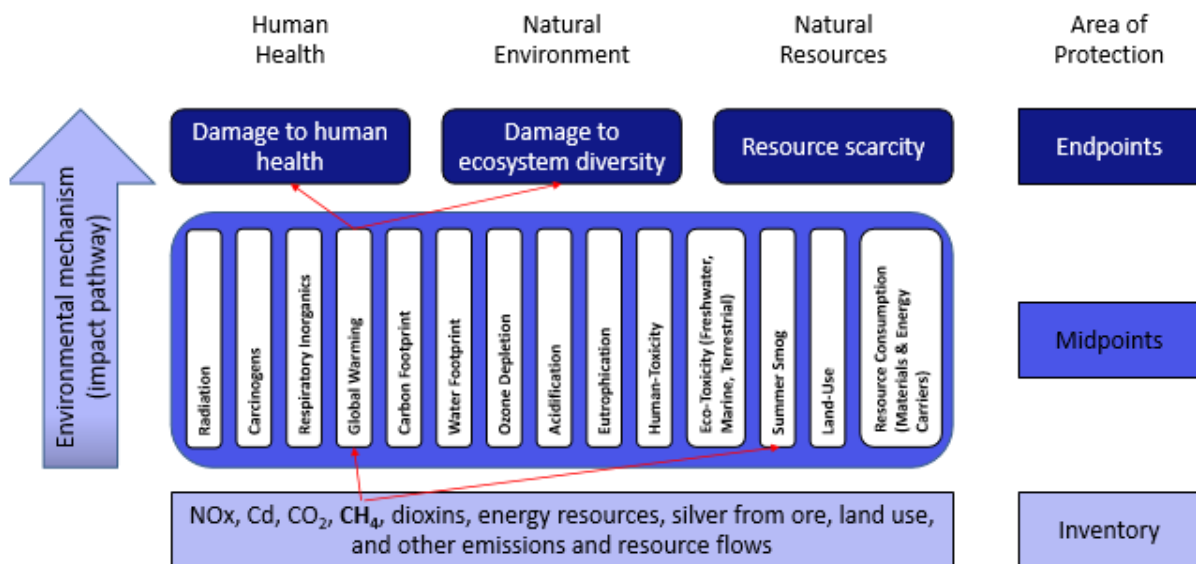 Human
Health
Natural
Environment
Natural
Resources
Area of
Protection
Environmental mechanism
(impact pathway)
Damage to human
health
Damage to
ecosystem diversity
Resource scarcity
Endpoints
Radiation
Carcinogens
Respiratory Inorganics
Global Warming
Carbon Footprint
Water Footprint
Ozone Depletion
Acidification
Eutrophication
Human-Toxicity
Eco-Toxicity (Freshwater,
Marine, Terrestrial)
Summer Smog
Land-Use
Resource Consumption
(Materials & Energy
Carriers)
Midpoints
NOx, Cd, CO₂, CH₄, dioxins, energy resources, silver from ore, land use,
and other emissions and resource flows
Inventory